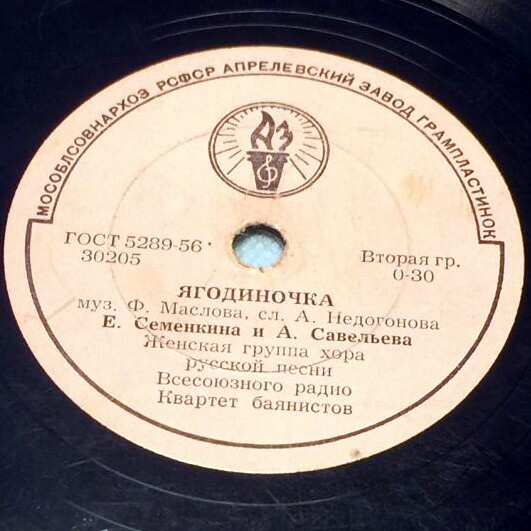 МОСОБЛСОВНАРХОЗ РСФСР АПРЕЛЕВСКИЙ ЗАВОД ГРАМПЛАСТИНОК
АЗ
ГОСТ 5289-56
30205
Вторая гр.
0-30
ЯГОДИНОЧКА
муз. Ф. Маслова, сл. А. Недогонова
Е. Семенкина и А. Савельева
Женская группа хора
русской песни
Всесоюзного радио
Квартет баянистов